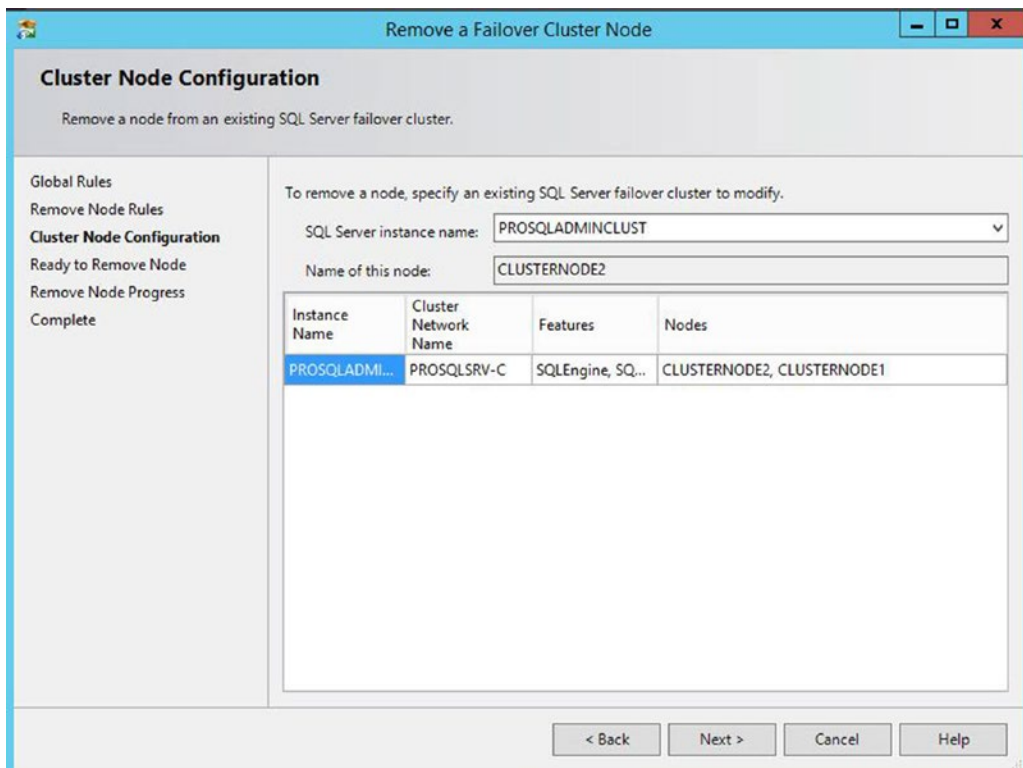 Remove a Failover Cluster Node
Cluster Node Configuration
Remove a node from an existing SQL Server failover cluster.
Global Rules
Remove Node Rules
Cluster Node Configuration
Ready to Remove Node
Remove Node Progress
Complete
To remove a node, specify an existing SQL Server failover cluster to modify.
SQL Server instance name: PROSQLADMINCLUST
Name of this node: CLUSTERNODE2
Instance Name Cluster Network Name Features Nodes
PROSQLADMI... PROSQLSRV-C SQLEngine, SQ... CLUSTERNODE2, CLUSTERNODE1
< Back Next > Cancel Help